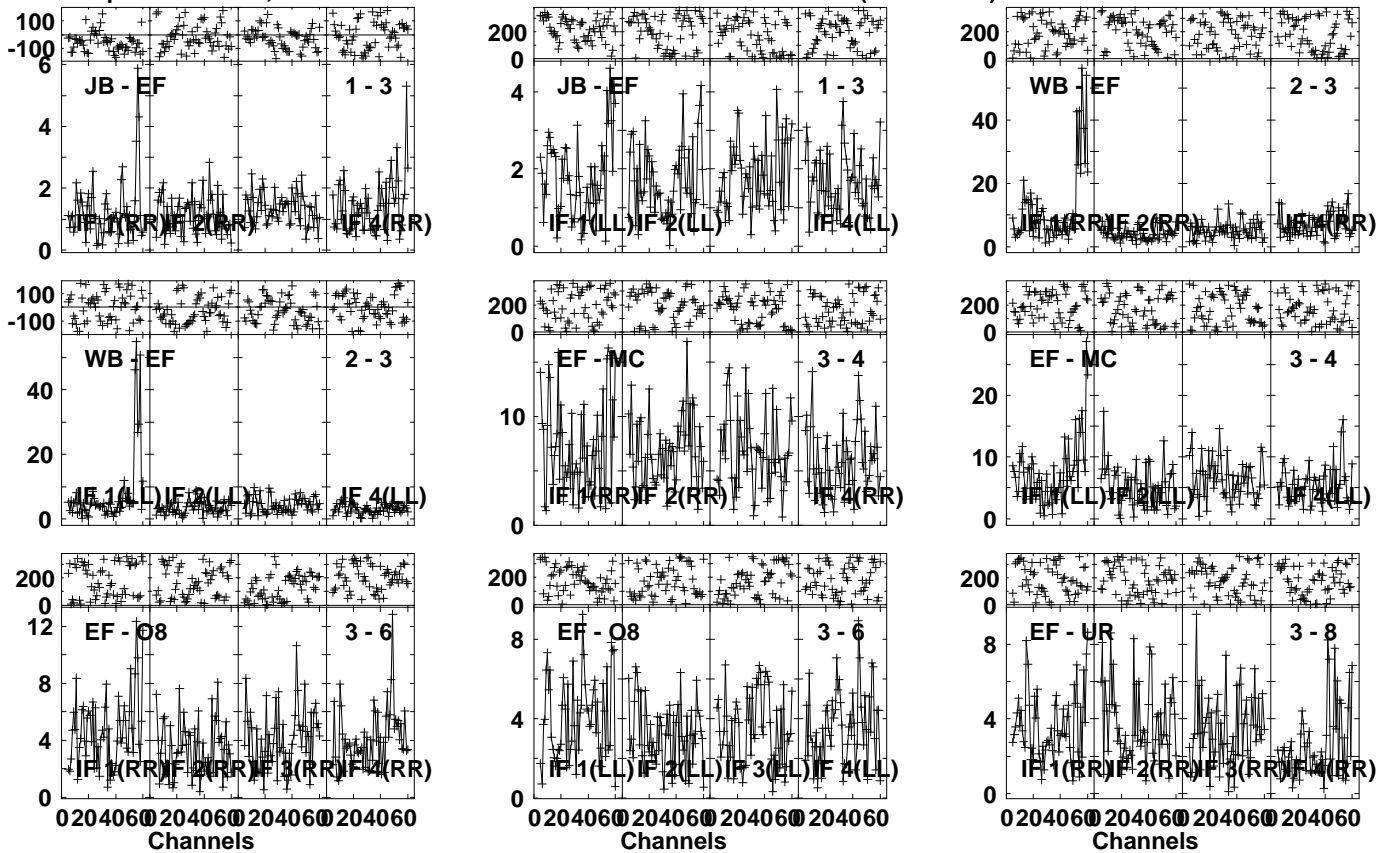 100
-100
6
4
2
0
JB - EF
1 - 3
IF 1(RR)
IF 2(RR)
IF 4(RR)
200
0
4
2
0
JB - EF
1 - 3
IF 1(LL)
IF 2(LL)
IF 4(LL)
200
0
40
20
0
WB - EF
2 - 3
IF 1(RR)
IF 2(RR)
IF 4(RR)
100
-100
40
20
0
WB - EF
2 - 3
IF 1(LL)
IF 2(LL)
IF 4(LL)
200
0
10
0
EF - MC
3 - 4
IF 1(RR)
IF 2(RR)
IF 4(RR)
200
0
20
10
0
EF - MC
3 - 4
IF 1(LL)
IF 2(LL)
IF 4(LL)
200
0
12
8
4
0
EF - O8
3 - 6
IF 1(RR)
IF 2(RR)
IF 3(RR)
IF 4(RR)
0 20 40 60
0 20 40 60
0 20 40 60
0 20 40 60
Channels
200
0
8
4
0
EF - O8
3 - 6
IF 1(LL)
IF 2(LL)
IF 3(LL)
IF 4(LL)
0 20 40 60
0 20 40 60
0 20 40 60
0 20 40 60
Channels
200
0
8
4
0
EF - UR
3 - 8
IF 1(RR)
IF 2(RR)
IF 3(RR)
IF 4(RR)
0 20 40 60
0 20 40 60
0 20 40 60
0 20 40 60
Channels